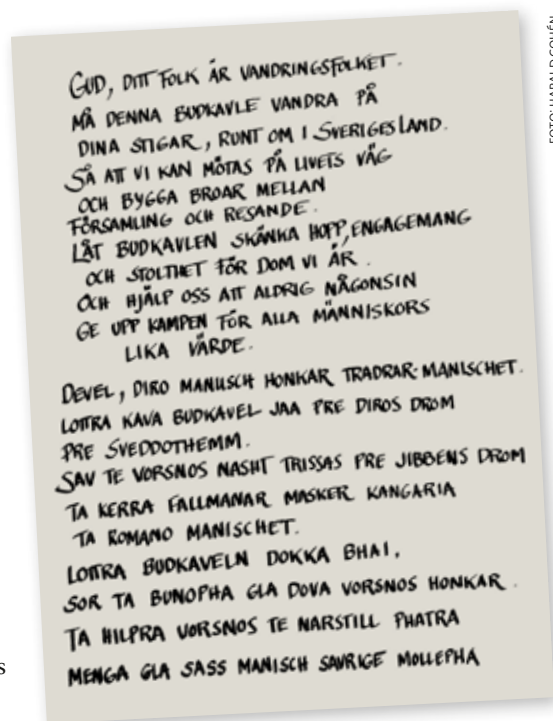 FOTO: HARALD COHÉN
GUD, DITT FOLK ÄR VANDRINGSFOLKET.
MÅ DENNA BUDKAVLE VANDRA PÅ
DINA STIGAR, RUNT OM I SVERIGES LAND.
SÅ ATT VI KAN MÖTAS PÅ LIVETS VÄG
OCH BYGGA BROAR MELLAN
FÖRSAMLING OCH RESANDE.
LÅT BUDKAVLEN SKÄNKA HOPP, ENGAGEMANG
OCH STOLTHET FÖR DOM VI ÄR.
OCH HJÄLP OSS ATT ALDRIG NÅGONSIN
GE UPP KAMPEN FÖR ALLA MÄNNISKORS
LIKA VÄRDE.
DEVEL, DIRO MANUSCH HONKAR TRADRAR-MANISCHET.
LOTTRA KAVA BUDKAVEL JAA PRE DIROS DROM
PRE SVEDDOTHEMM.
SAV TE VORSNOS NASHT TRISSAS PRE JIBBENS DROM
TA KERRA FALLMANAR MASKER KANGARIA
TA ROMANO MANISCHET.
LOTTRA BUDKAVELN DOKKA BHAI,
SOR TA BUNOPHA GLA DOVA VORSNOS HONKAR.
TA HILPRA VORSNOS TE NARSTILL PHATRA
MENGA GLA SASS MANISCH SAVRIGE MOLLEPHA
s